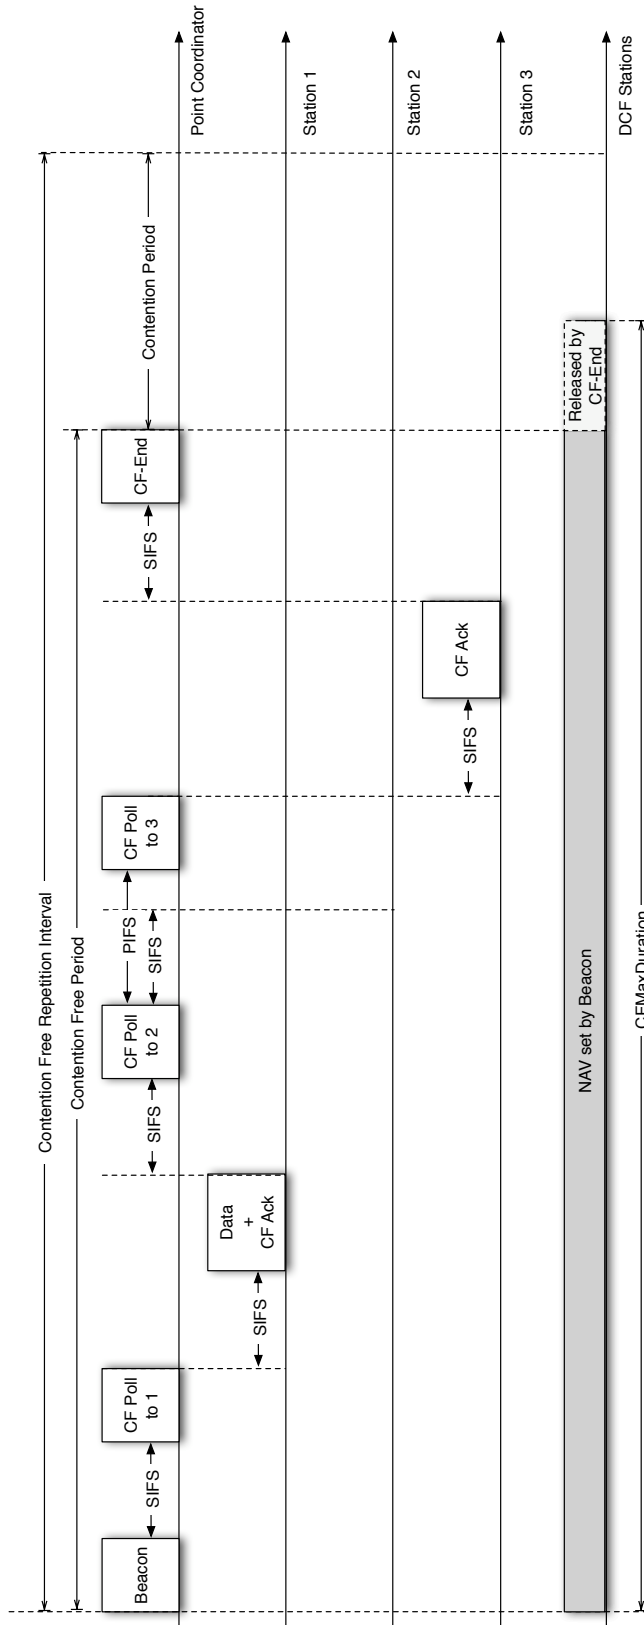 Contention Free Repetition Interval
Contention Free Period
Contention Period
Beacon
SIFS
CF Poll
to 1
SIFS
CF Poll
to 2
PIFS
SIFS
CF Poll
to 3
SIFS
CF-End
Point Coordinator
SIFS
Data
+
CF Ack
Station 1
Station 2
SIFS
CF Ack
Station 3
NAV set by Beacon
Released by
CF-End
DCF Stations
CFMaxDuration